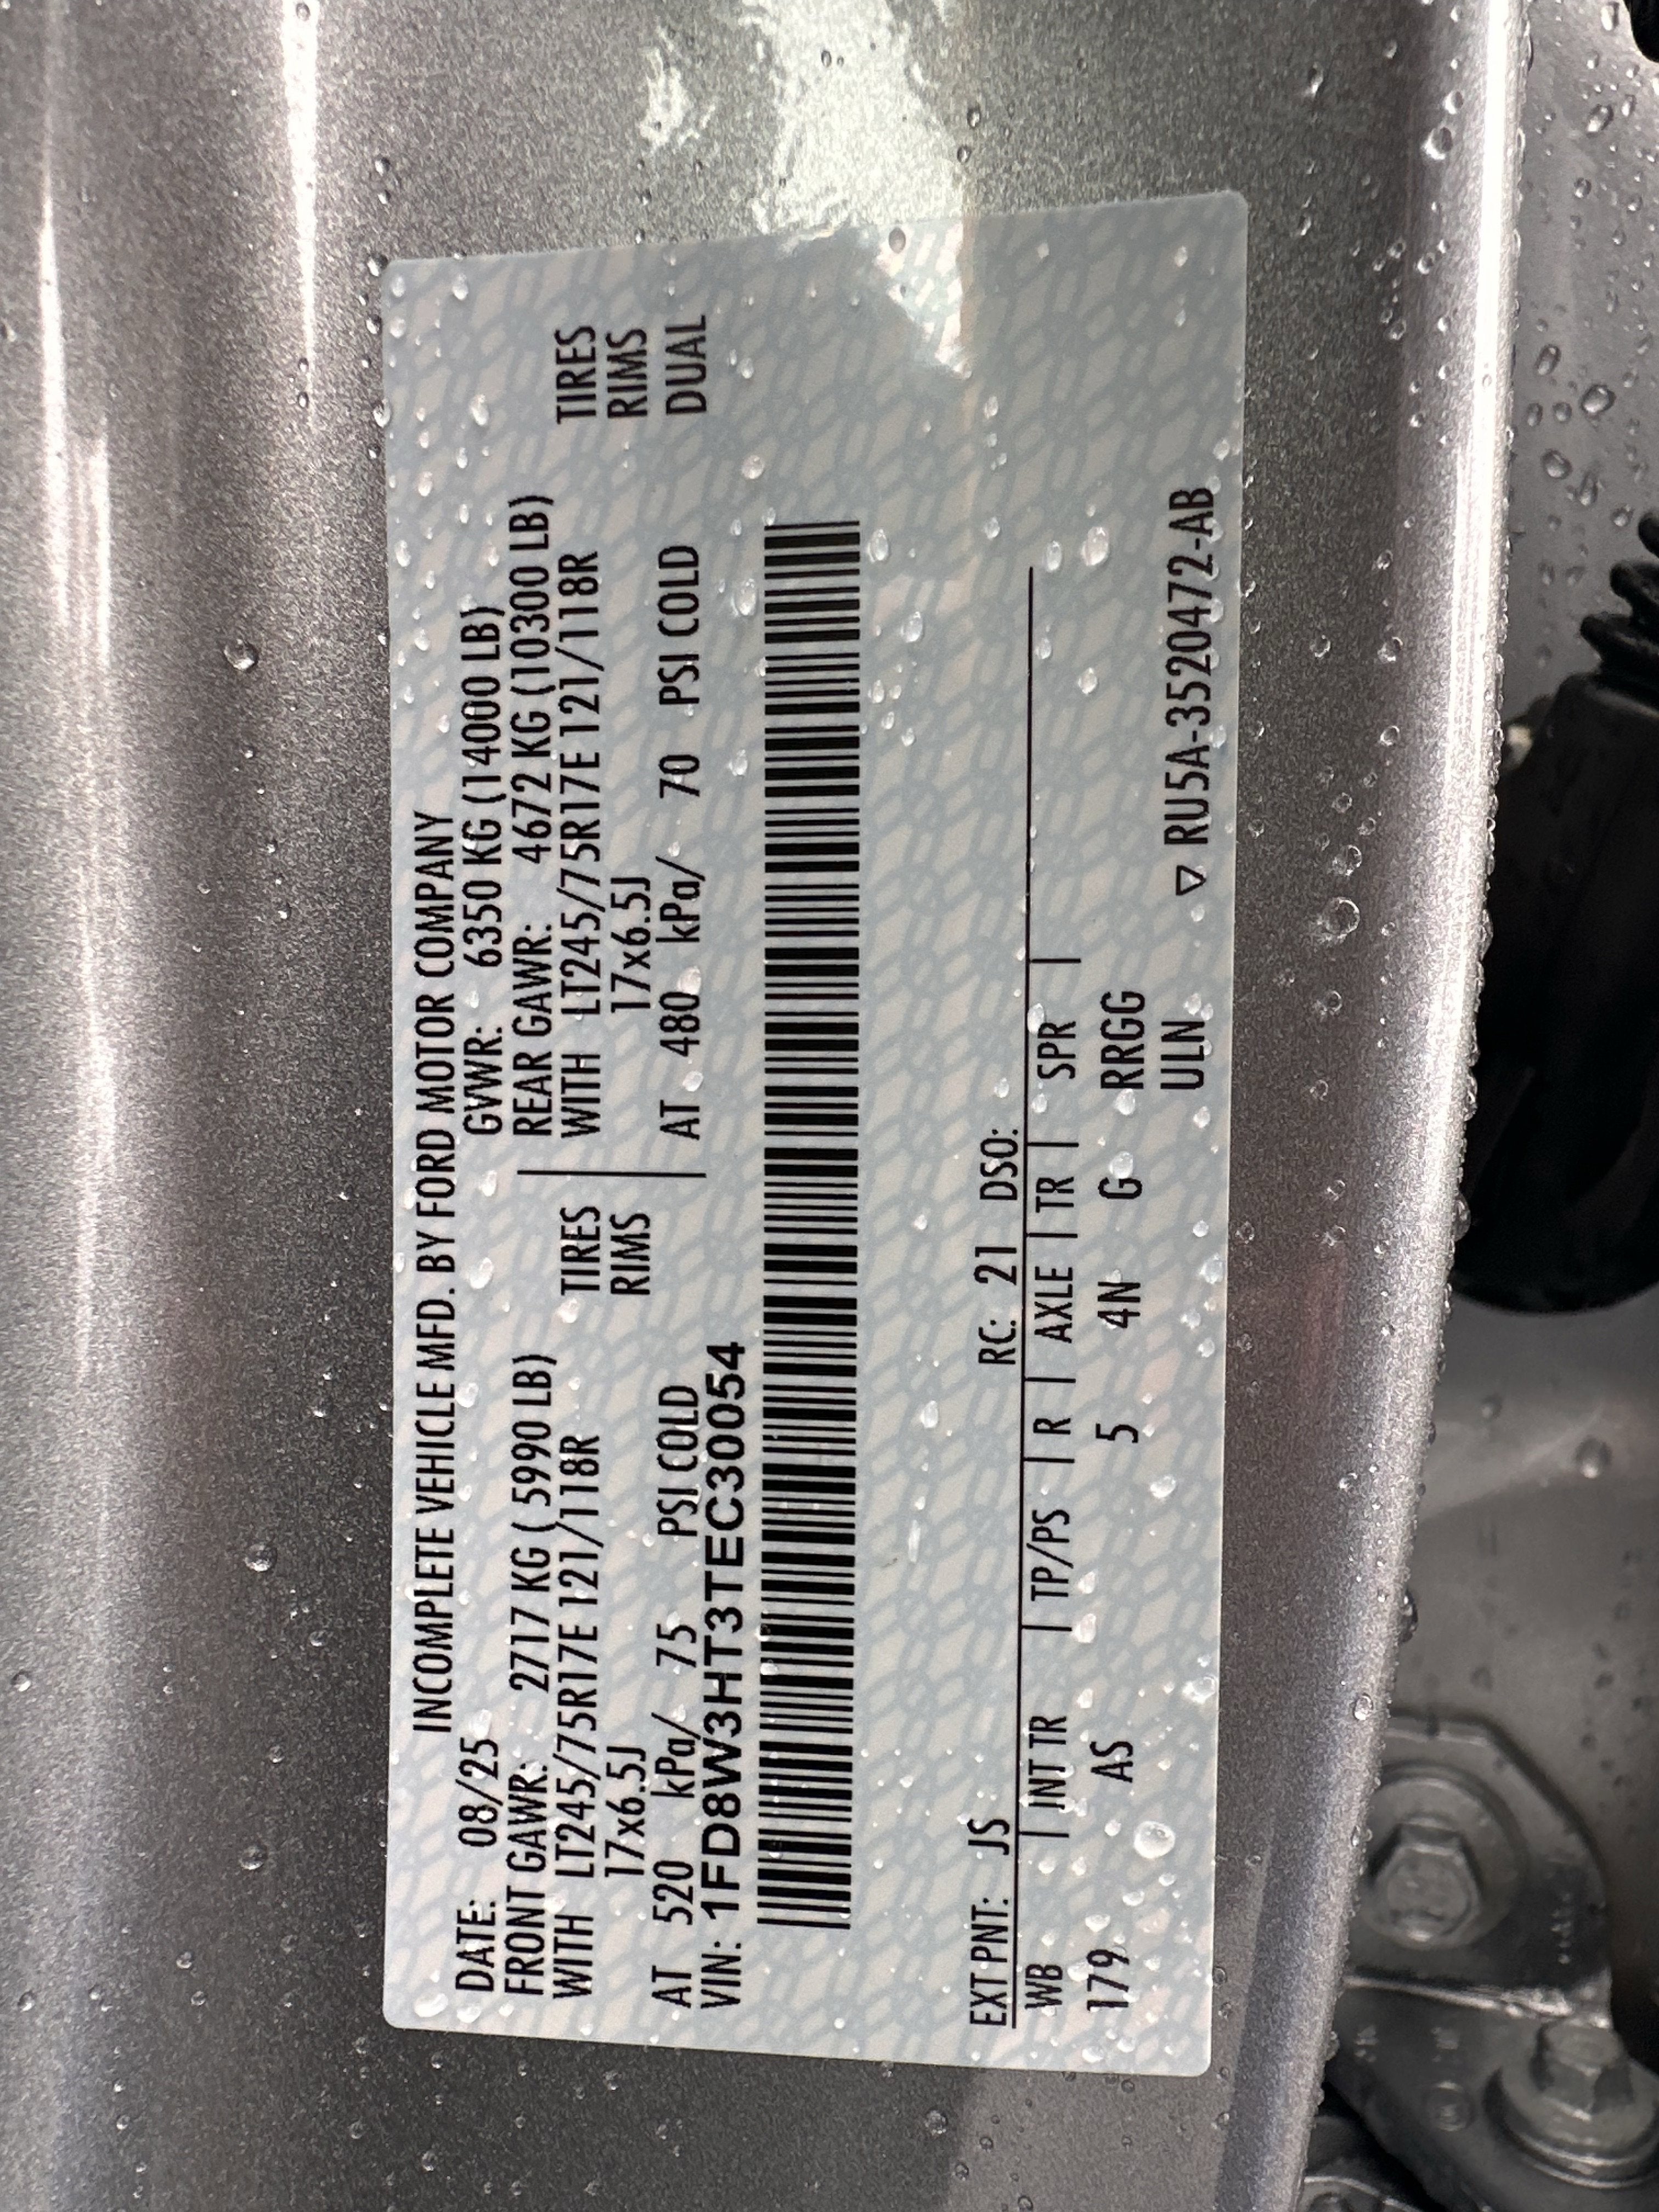 INCOMPLETE VEHICLE MFD. BY FORD MOTOR COMPANY
DATE: 08/25 GVWR: 6350 KG (14000 LB)
FRONT GAWR: 2717 KG ( 5990 LB) REAR GAWR: 4672 KG (10300 LB)
WITH LT245/75R17E 121/118R TIRES WITH LT245/75R17E 121/118R TIRES
17x6.5J RIMS 17x6.5J RIMS
AT 520 kPa/ 75 PSI COLD AT 480 kPa/ 70 PSI COLD DUAL
VIN: 1FD8W3HT3TEC30054
EXT PNT: JS RC: 21 DSO:
WB | INT TR | TP/PS | R | AXLE | TR | SPR |
179 AS 5 4N G RRGG
ULN ▽ RU5A-3520472-AB